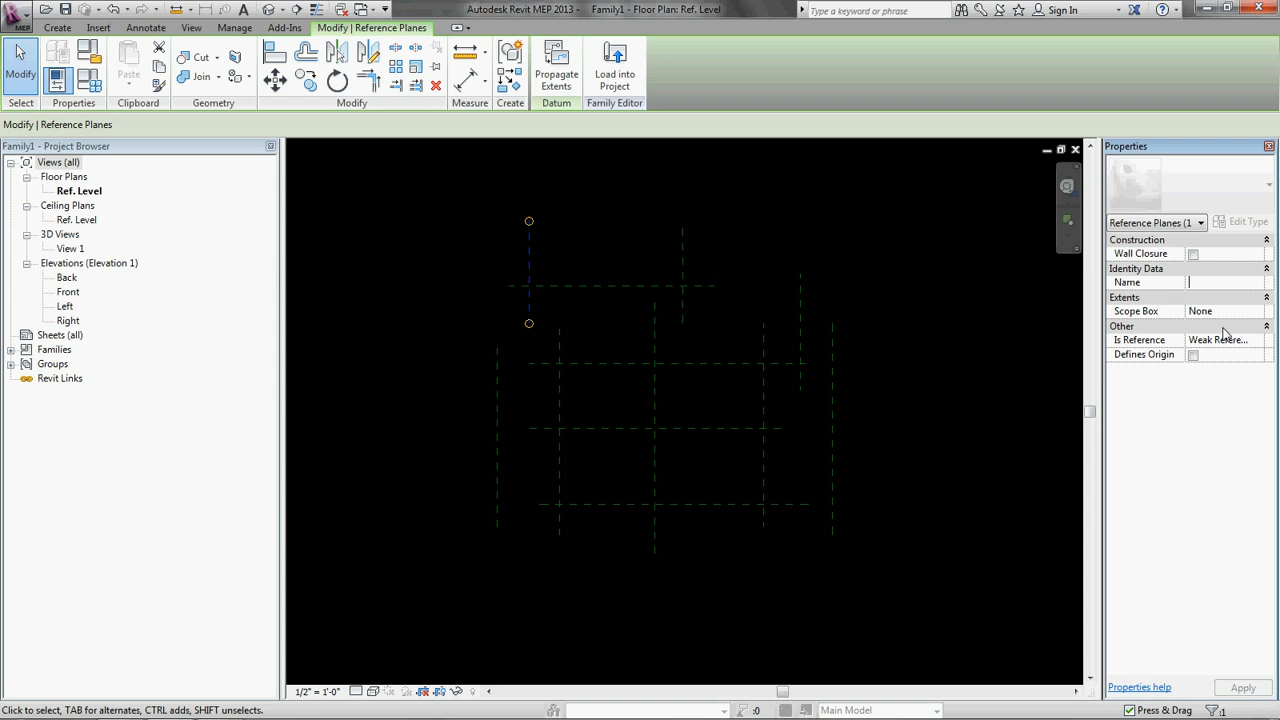 Autodesk Revit MEP 2013 - Family1 - Floor Plan: Ref. Level
Type a keyword or phrase
Sign In
MEP
Create
Insert
Annotate
View
Manage
Add-Ins
Modify | Reference Planes
Modify
Paste
Cut
Join
Propagate
Extents
Load into
Project
Select
Properties
Clipboard
Geometry
Modify
Measure
Create
Datum
Family Editor
Modify | Reference Planes
Family1 - Project Browser
Views (all)
Floor Plans
Ref. Level
Ceiling Plans
Ref. Level
3D Views
View 1
Elevations (Elevation 1)
Back
Front
Left
Right
Sheets (all)
Families
Groups
Revit Links
Properties
Reference Planes (1
Edit Type
Construction
Wall Closure
Identity Data
Name
Extents
Scope Box None
Other
Is Reference Weak Refere...
Defines Origin
Properties help
Apply
1/2" = 1'-0"
Click to select, TAB for alternates, CTRL adds, SHIFT unselects.
:0
Main Model
Press & Drag
:1